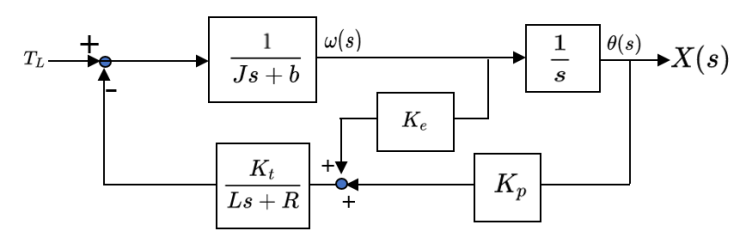 T_L + − 1/(Js + b) ω(s) 1/s θ(s) X(s)
K_e
K_t/(Ls + R) + + K_p